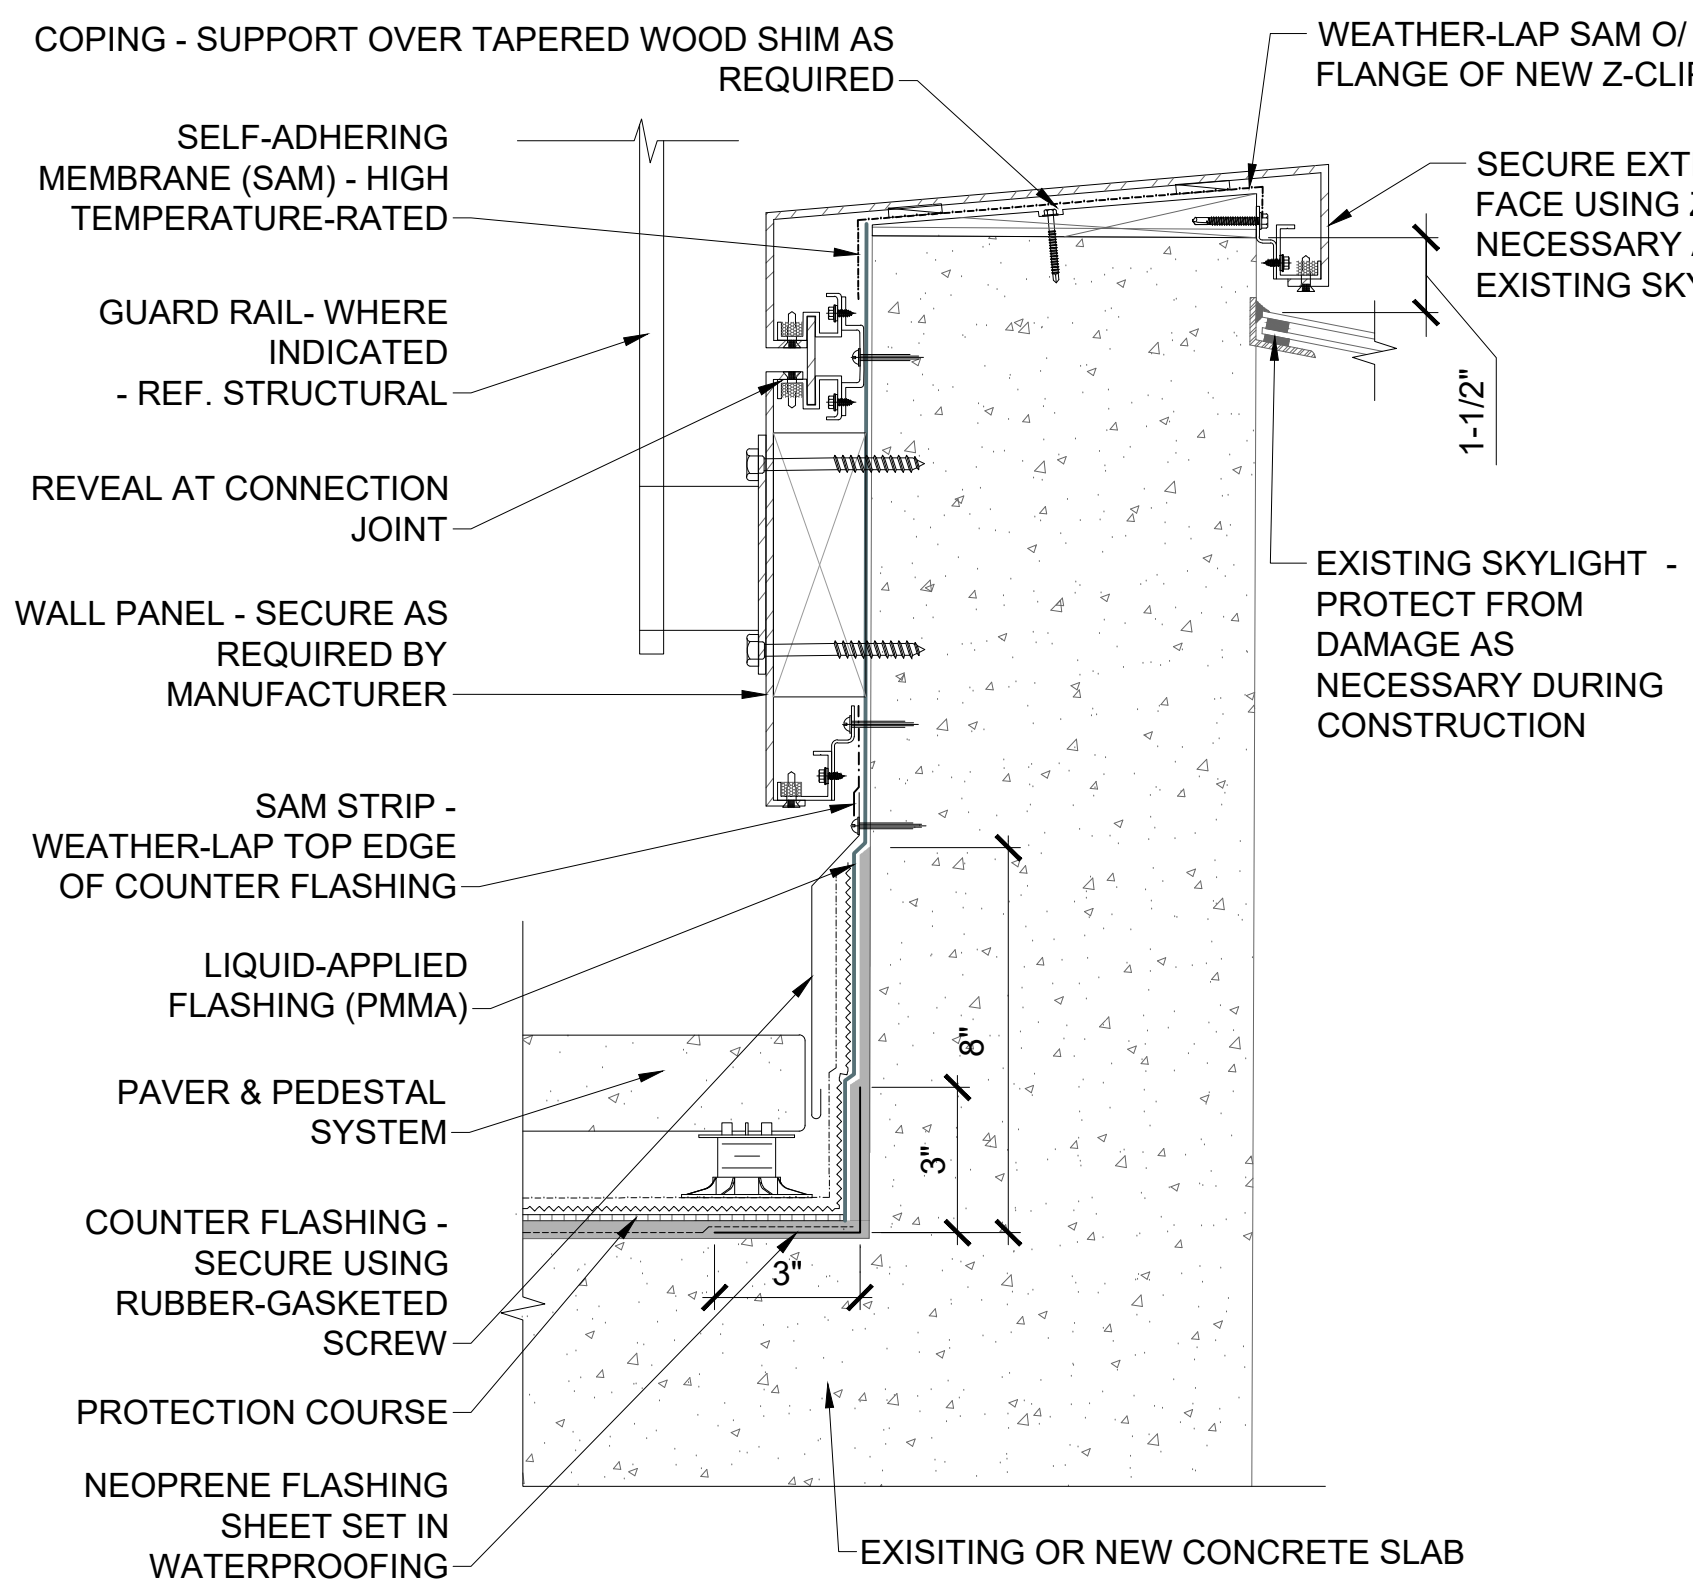 COPING - SUPPORT OVER TAPERED WOOD SHIM AS
REQUIRED
WEATHER-LAP SAM O/
FLANGE OF NEW
SELF-ADHERING
MEMBRANE (SAM) - HIGH
TEMPERATURE-RATED
SECURE EXT
FACE USING
NECESSARY
EXISTING
GUARD RAIL- WHERE
INDICATED
- REF. STRUCTURAL
1-1/2"
REVEAL AT CONNECTION
JOINT
EXISTING SKYLIGHT -
PROTECT FROM
DAMAGE AS
NECESSARY DURING
CONSTRUCTION
WALL PANEL - SECURE AS
REQUIRED BY
MANUFACTURER
SAM STRIP -
WEATHER-LAP TOP EDGE
OF COUNTER FLASHING
LIQUID-APPLIED
FLASHING (PMMA)
8"
3"
PAVER & PEDESTAL
SYSTEM
COUNTER FLASHING -
SECURE USING
RUBBER-GASKETED
SCREW
3"
PROTECTION COURSE
NEOPRENE FLASHING
SHEET SET IN
WATERPROOFING
EXISITING OR NEW CONCRETE SLAB